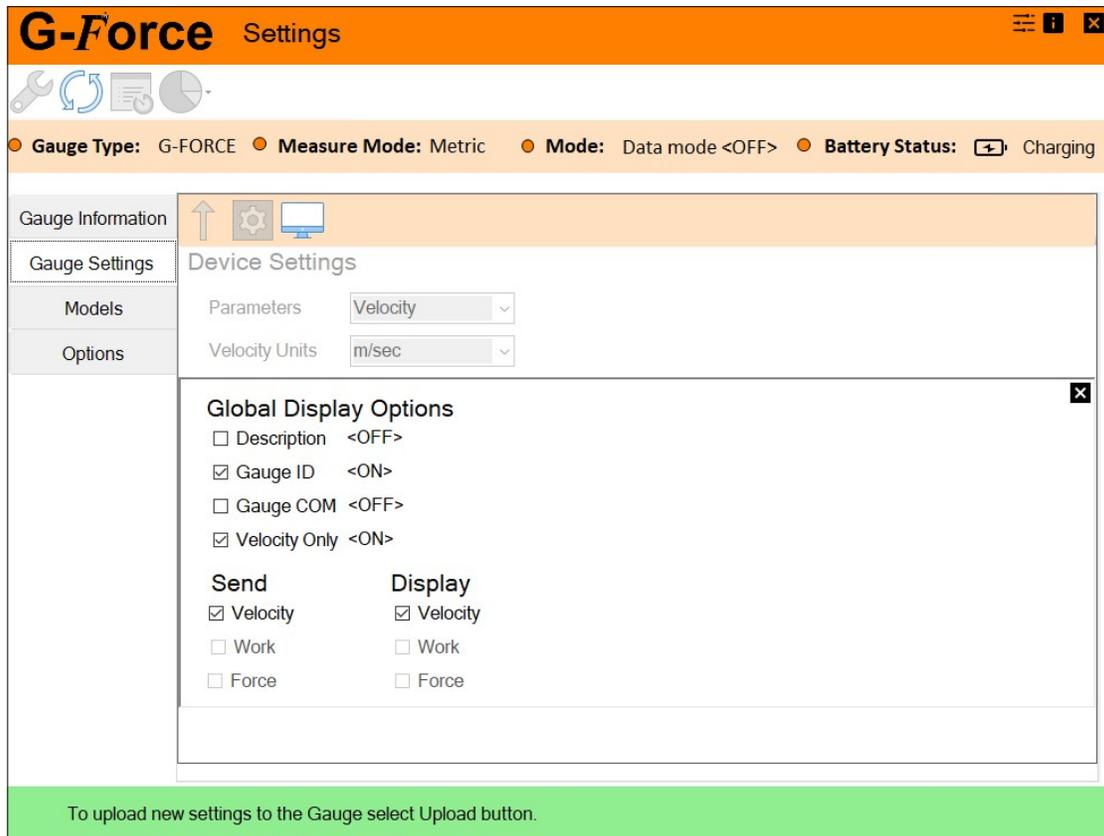 G-Force Settings
Gauge Type: G-FORCE Measure Mode: Metric Mode: Data mode <OFF> Battery Status: Charging
Gauge Information
Gauge Settings
Models
Options
Device Settings
Parameters Velocity
Velocity Units m/sec
Global Display Options
Description <OFF>
Gauge ID <ON>
Gauge COM <OFF>
Velocity Only <ON>
Send Display
Velocity Velocity
Work Work
Force Force
To upload new settings to the Gauge select Upload button.